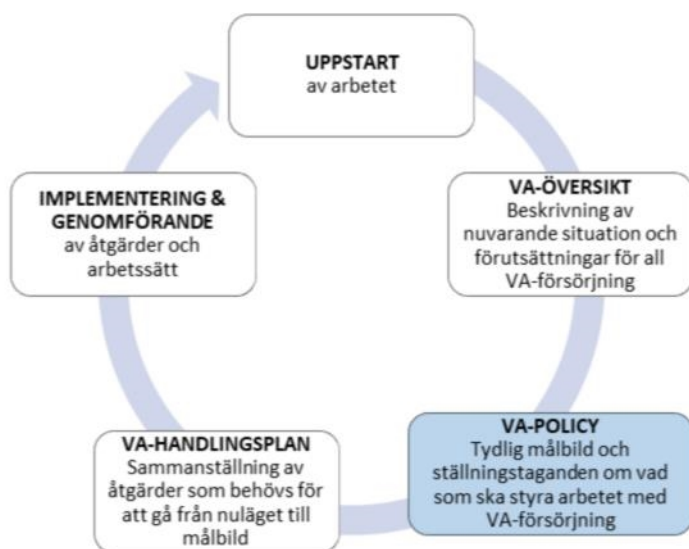 UPPSTART
av arbetet
VA-ÖVERSIKT
Beskrivning av
nuvarande situation och
förutsättningar för all
VA-försörjning
VA-POLICY
Tydlig målbild och
ställningstaganden om vad
som ska styra arbetet med
VA-försörjning
VA-HANDLINGSPLAN
Sammanställning av
åtgärder som behövs för
att gå från nuläget till
målbild
IMPLEMENTERING &
GENOMFÖRANDE
av åtgärder och
arbetssätt